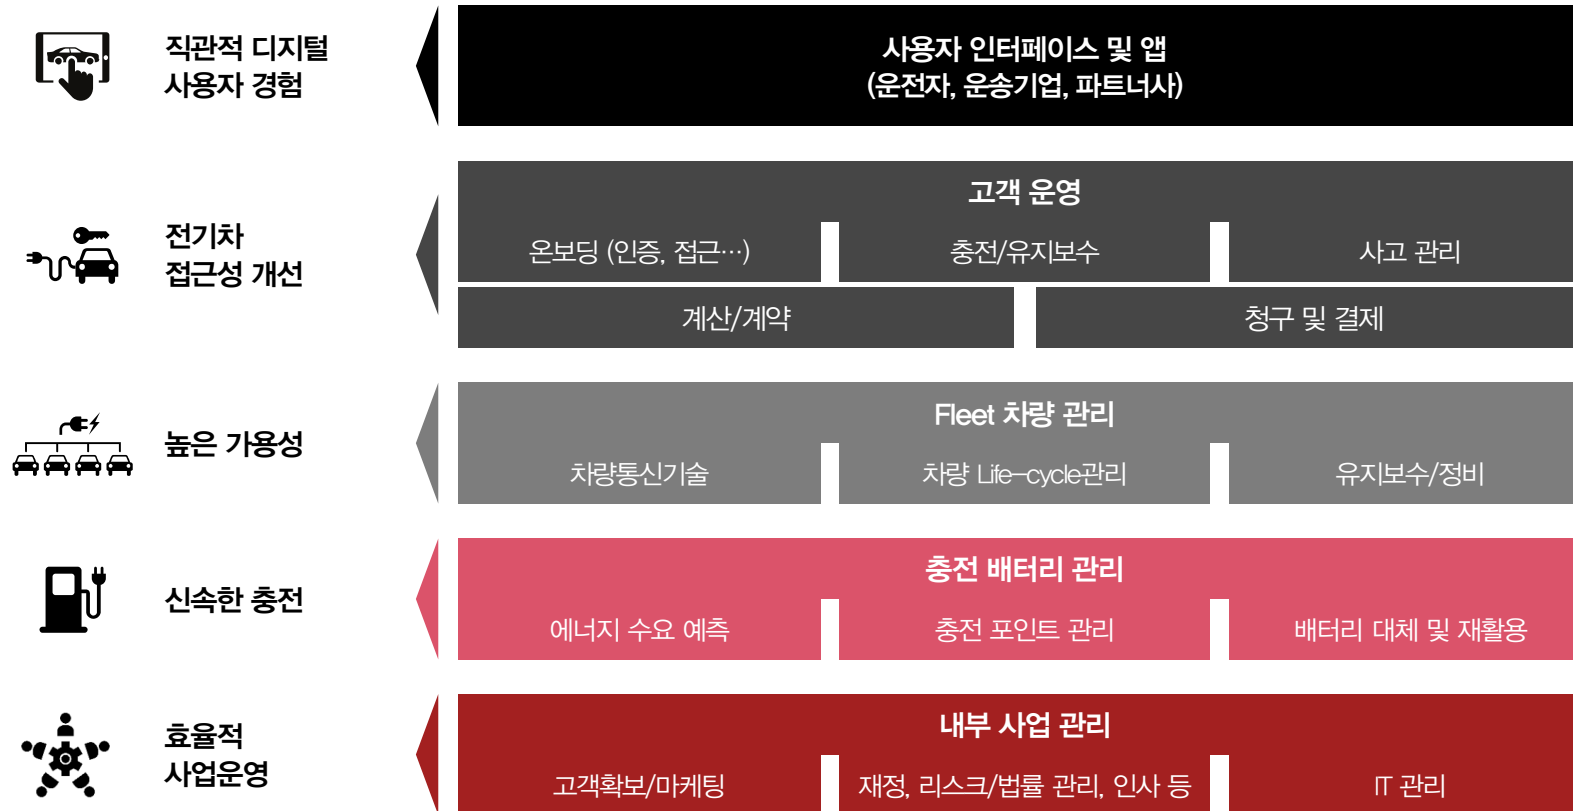 직관적 디지털
사용자 경험
사용자 인터페이스 및 앱
(운전자, 운송기업, 파트너사)
전기차
접근성 개선
고객 운영
온보딩 (인증, 접근…)
충전/유지보수
사고 관리
계산/계약
청구 및 결제
높은 가용성
Fleet 차량 관리
차량통신기술
차량 Life-cycle관리
유지보수/정비
신속한 충전
충전 배터리 관리
에너지 수요 예측
충전 포인트 관리
배터리 대체 및 재활용
효율적
사업운영
내부 사업 관리
고객확보/마케팅
재정, 리스크/법률 관리, 인사 등
IT 관리